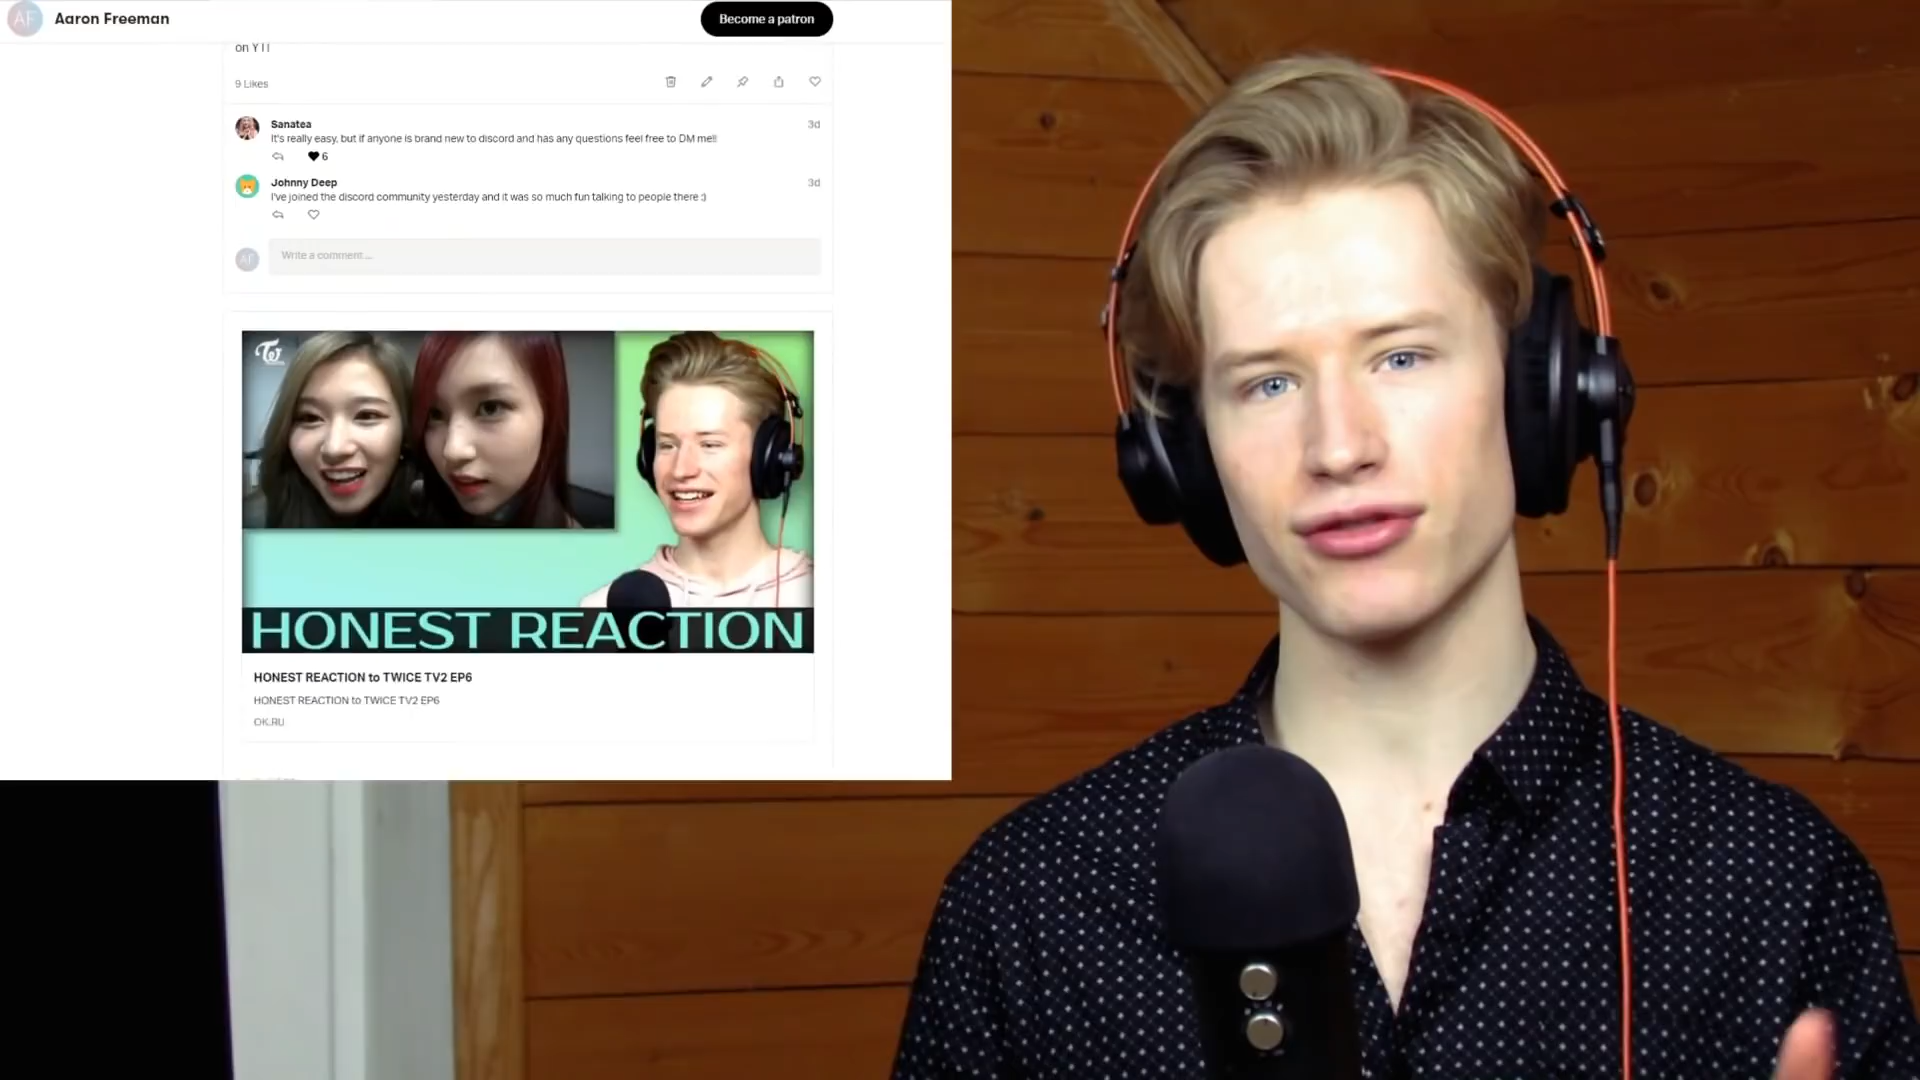 AF Aaron Freeman
Become a patron
on YT!
9 Likes
Sanatea 3d
It's really easy, but if anyone is brand new to discord and has any questions feel free to DM me!!
6
Johnny Deep 3d
I've joined the discord community yesterday and it was so much fun talking to people there :)
AF Write a comment ...
HONEST REACTION
HONEST REACTION to TWICE TV2 EP6
HONEST REACTION to TWICE TV2 EP6
OK.RU